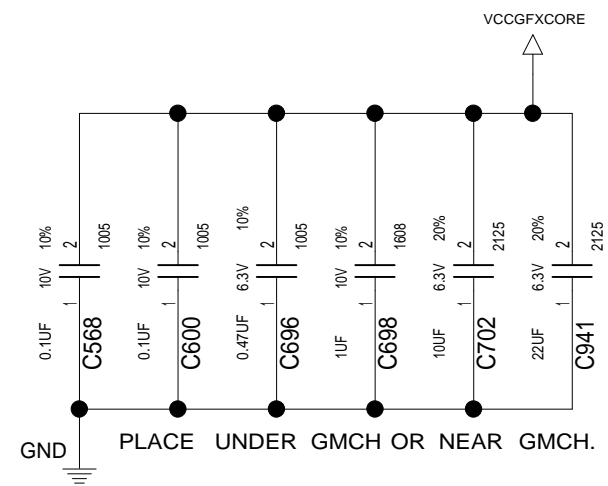 VCCGFXCORE
10%
2
1005
10V
1
0.1UF
C568
10%
2
1005
10V
1
0.1UF
C600
10%
2
1005
6.3V
1
0.47UF
C696
10%
2
1608
10V
1
1UF
C698
20%
2
2125
6.3V
1
10UF
C702
20%
2
2125
6.3V
1
22UF
C941
GND
PLACE UNDER GMCH OR NEAR GMCH.